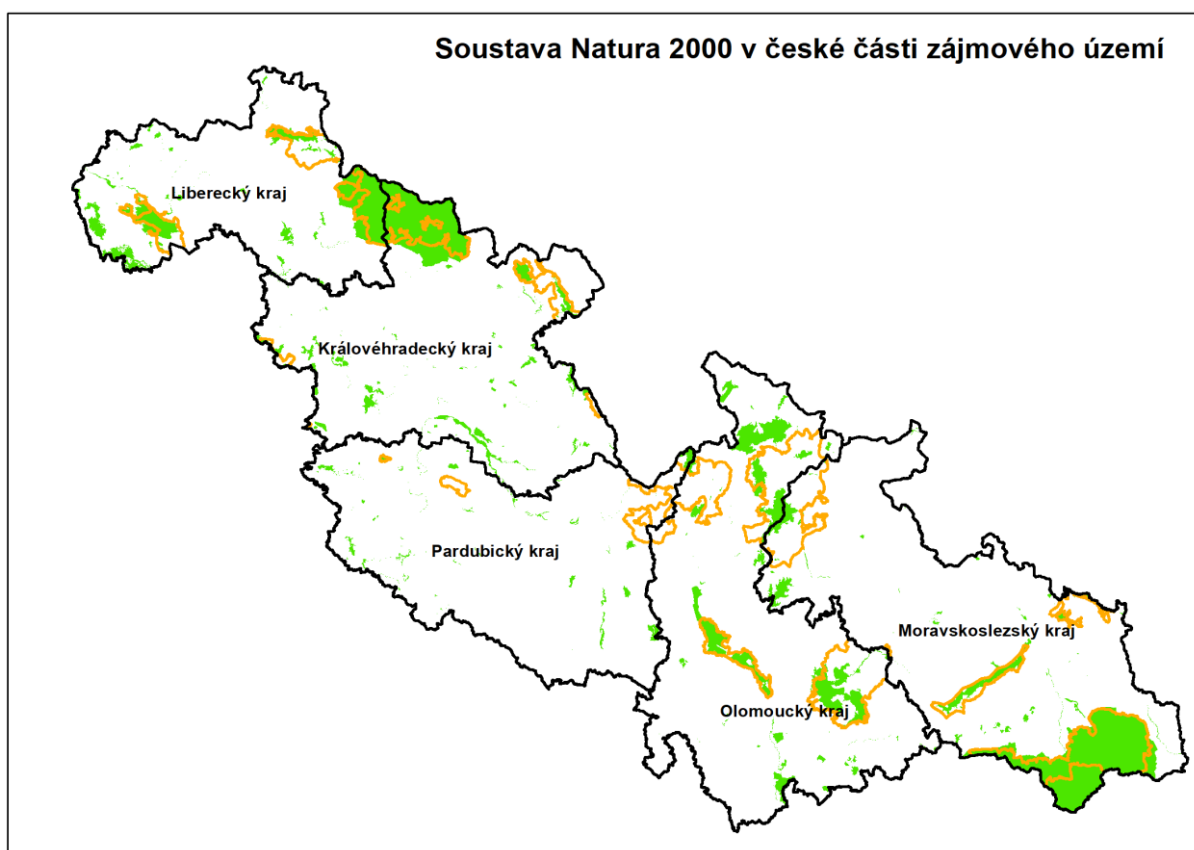 Soustava Natura 2000 v české části zájmového území
Liberecký kraj
Královéhradecký kraj
Pardubický kraj
Moravskoslezský kraj
Olomoucký kraj